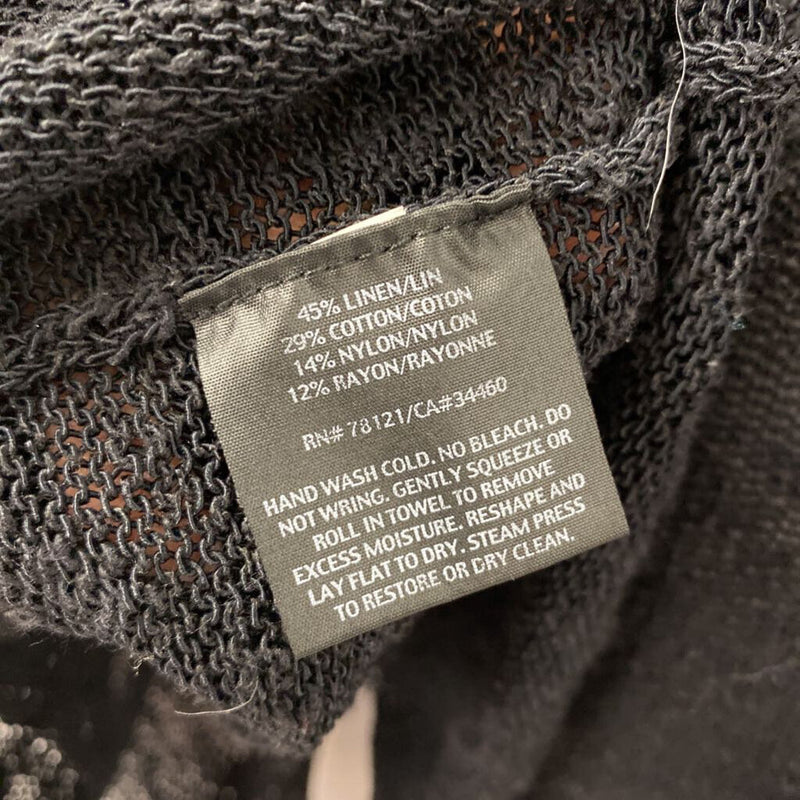 45% LINEN/LIN
29% COTTON/COTON
14% NYLON/NYLON
12% RAYON/RAYONNE
RN# 78121/CA#34460
HAND WASH COLD. NO BLEACH. DO
NOT WRING. GENTLY SQUEEZE OR
ROLL IN TOWEL TO REMOVE
EXCESS MOISTURE. RESHAPE AND
LAY FLAT TO DRY. STEAM PRESS
TO RESTORE OR DRY CLEAN.